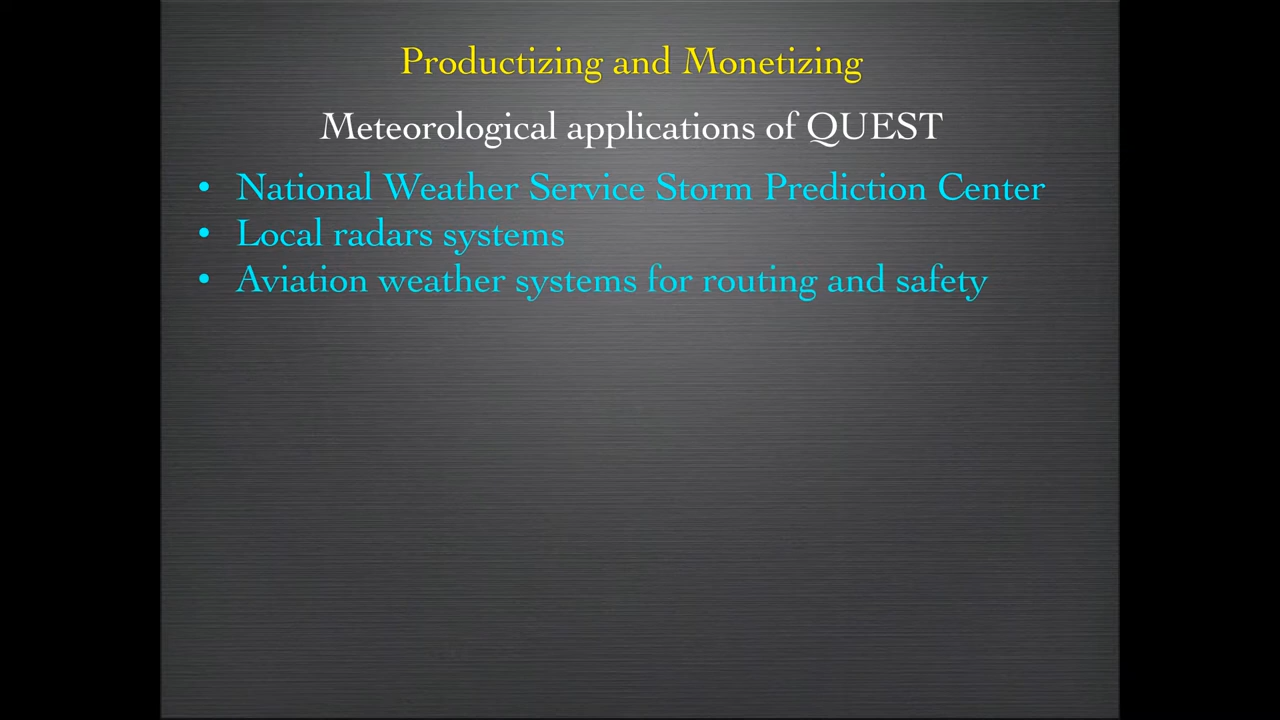 Productizing and Monetizing
Meteorological applications of QUEST
• National Weather Service Storm Prediction Center
• Local radars systems
• Aviation weather systems for routing and safety